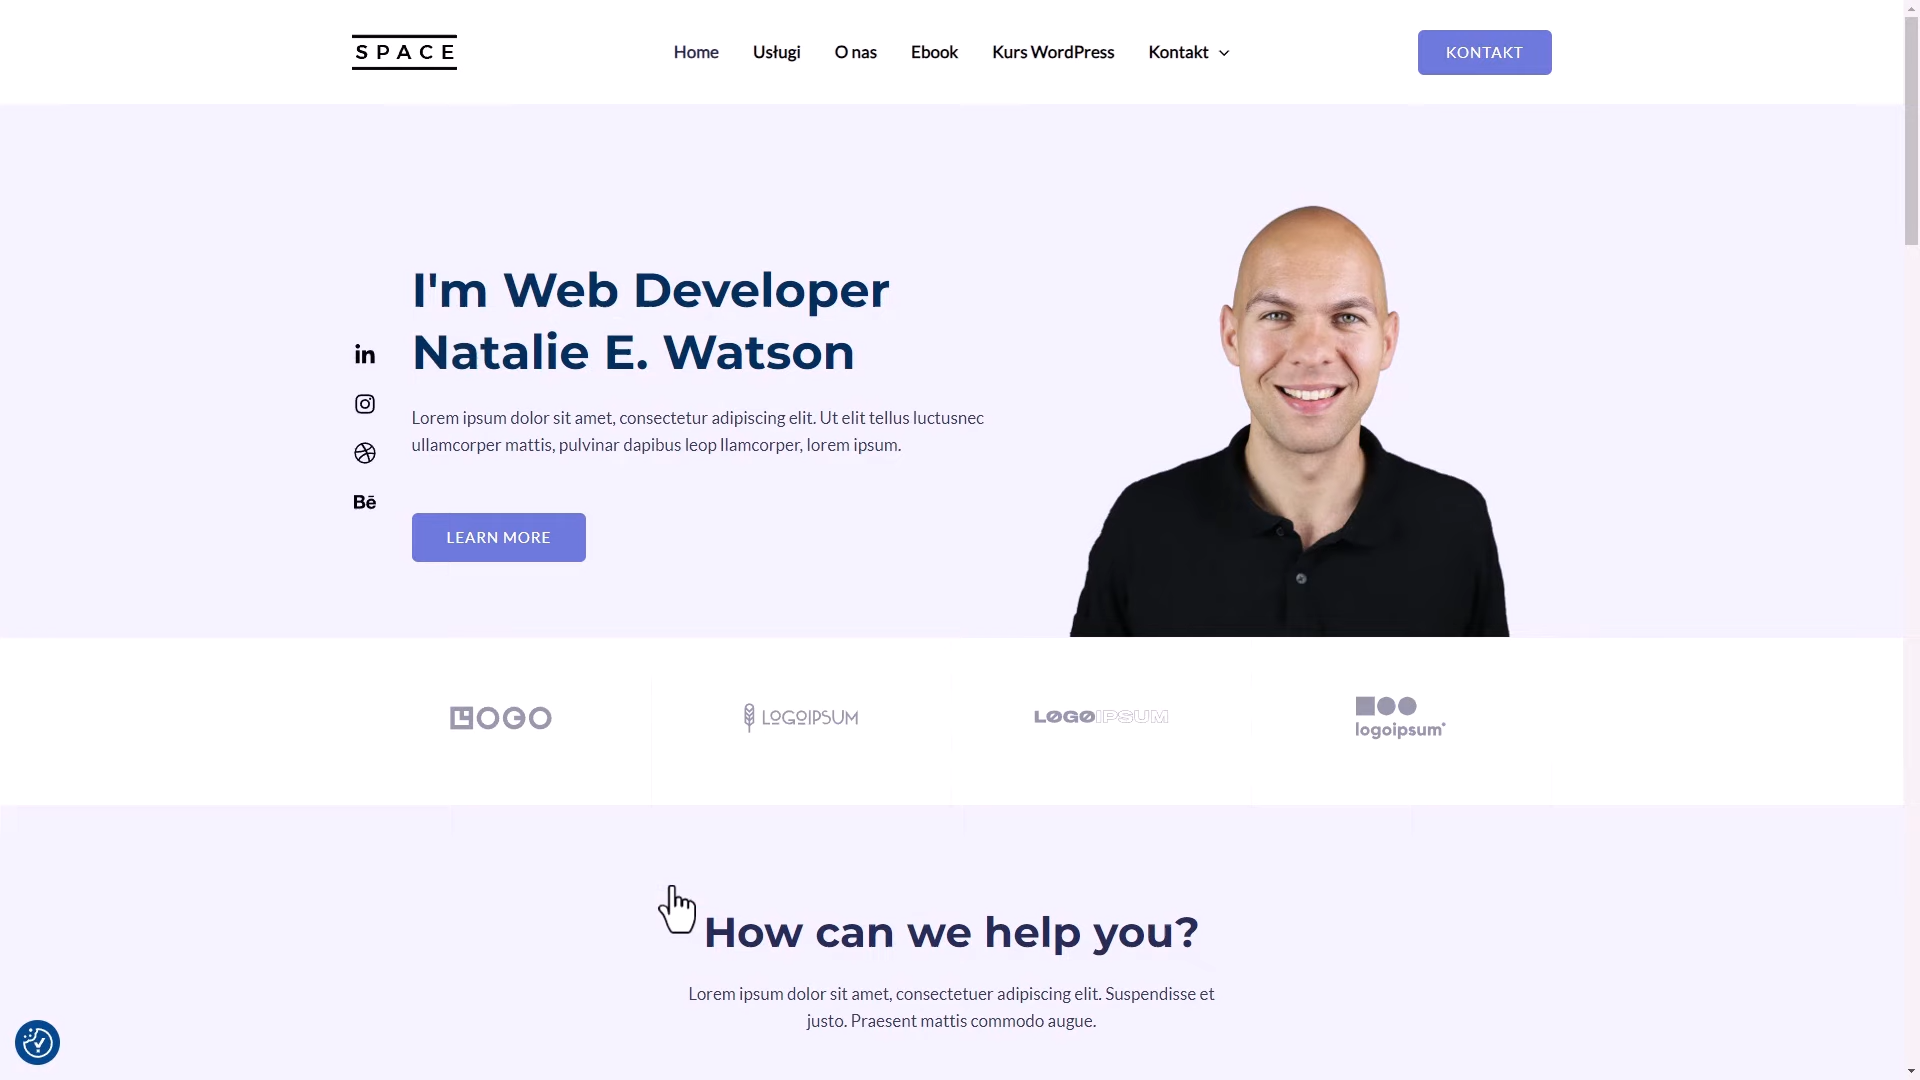 SPACE
Home
Usługi
O nas
Ebook
Kurs WordPress
Kontakt
KONTAKT
I'm Web Developer
Natalie E. Watson
Lorem ipsum dolor sit amet, consectetur adipiscing elit. Ut elit tellus luctusnec
ullamcorper mattis, pulvinar dapibus leop llamcorper, lorem ipsum.
in
Bē
LEARN MORE
LOGO
LOGOIPSUM
LOGOIPSUM
logoipsum
How can we help you?
Lorem ipsum dolor sit amet, consectetuer adipiscing elit. Suspendisse et
justo. Praesent mattis commodo augue.